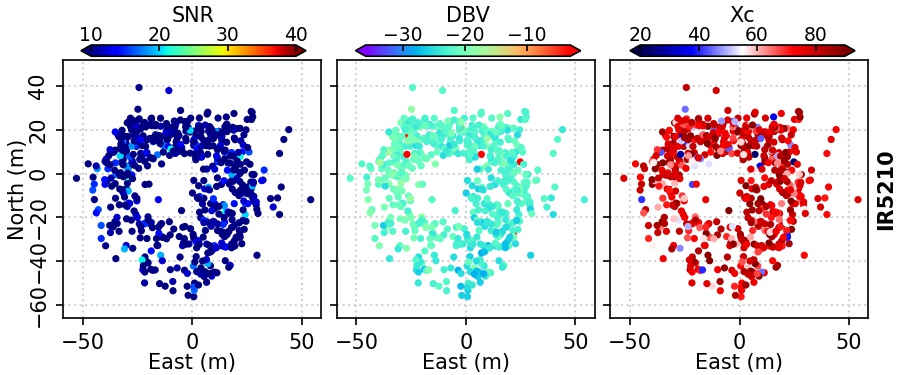 SNR DBV Xc
10 20 30 40 −30 −20 −10 20 40 60 80
40
20
0
−20
−40
−60
North (m)
−50 0 50 −50 0 50 −50 0 50
East (m) East (m) East (m)
IR5210